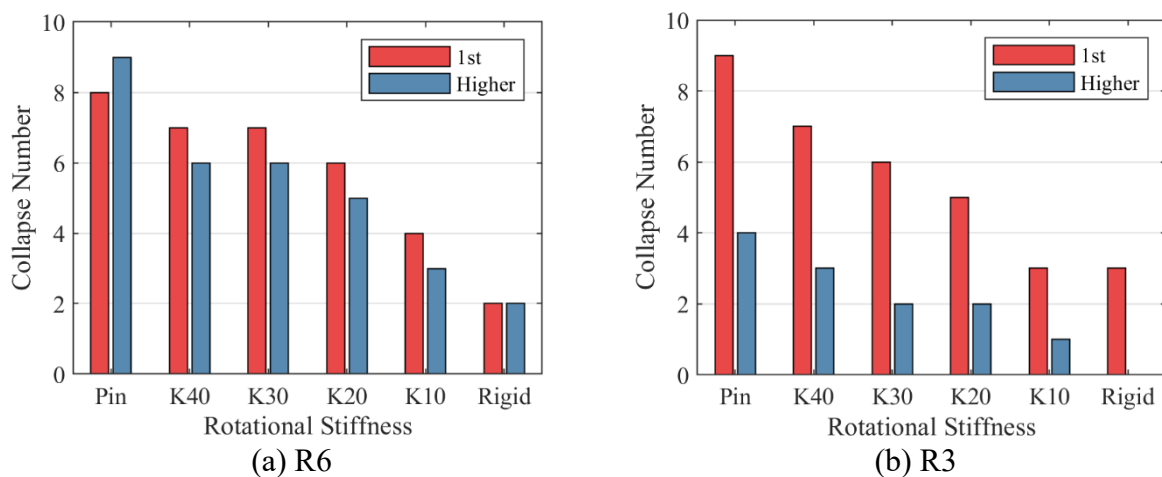 10
8
6
4
2
0
Collapse Number
1st
Higher
Pin K40 K30 K20 K10 Rigid
Rotational Stiffness
(a) R6
10
8
6
4
2
0
Collapse Number
1st
Higher
Pin K40 K30 K20 K10 Rigid
Rotational Stiffness
(b) R3